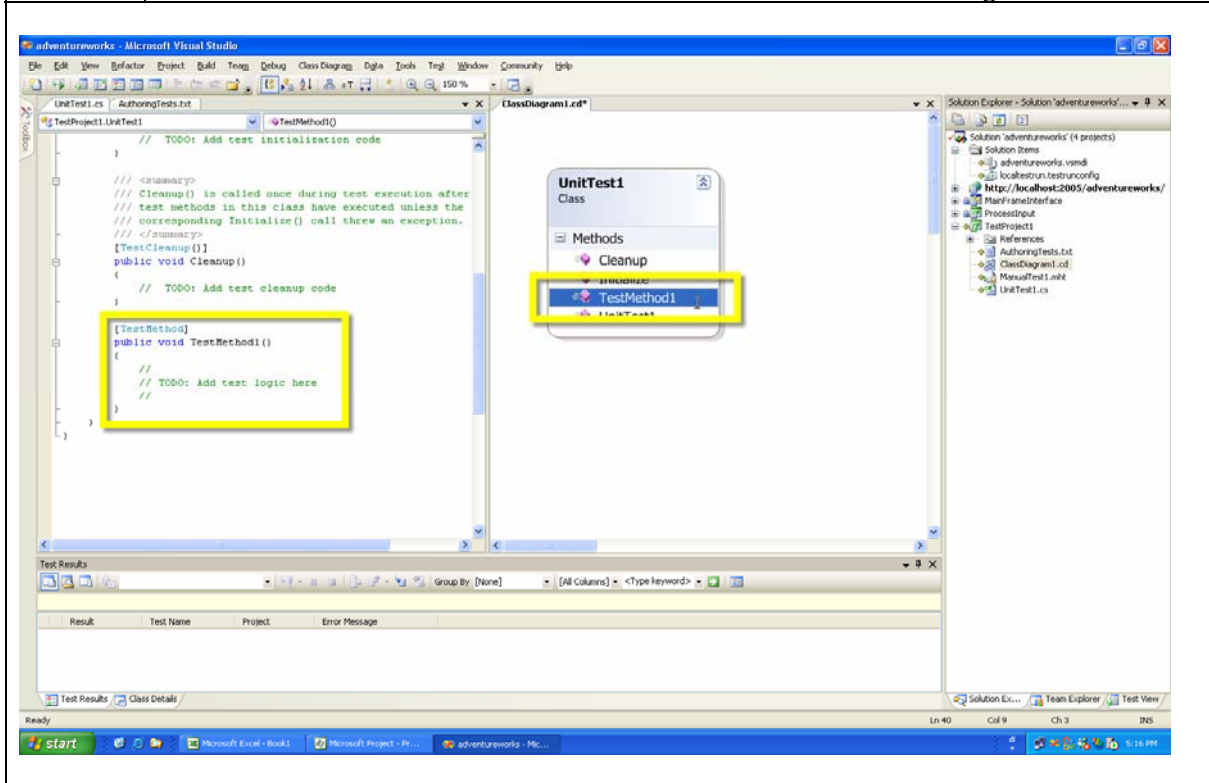 adventureworks - Microsoft Visual Studio
File Edit View Refactor Project Build Team Debug Class Diagram Data Tools Test Window Community Help
150 %
UnitTest1.cs AuthoringTests.txt
TestProject1.UnitTest1 TestMethod1()
// TODO: Add test initialization code
}
/// <summary>
/// Cleanup() is called once during test execution after
/// test methods in this class have executed unless the
/// corresponding Initialize() call threw an exception.
/// </summary>
[TestCleanup()]
public void Cleanup()
{
// TODO: Add test cleanup code
}
[TestMethod]
public void TestMethod1()
{
//
// TODO: Add test logic here
//
}
}
}
ClassDiagram1.cd*
UnitTest1
Class
Methods
Cleanup
Initialize
TestMethod1
UnitTest1
Solution Explorer - Solution 'adventureworks'...
Solution 'adventureworks' (4 projects)
Solution Items
adventureworks.vsmdi
localtestrun.testrunconfig
http://localhost:2005/adventureworks/
MainFrameInterface
ProcessInput
TestProject1
References
AuthoringTests.txt
ClassDiagram1.cd
ManualTest1.mht
UnitTest1.cs
Toolbox
Test Results
Group By [None] [All Columns] <Type keyword>
Result Test Name Project Error Message
Test Results Class Details
Solution Ex... Team Explorer Test View
Ready Ln 40 Col 9 Ch 3 INS
start Microsoft Excel - Book1 Microsoft Project - Pr... adventureworks - Mic... 5:16 PM